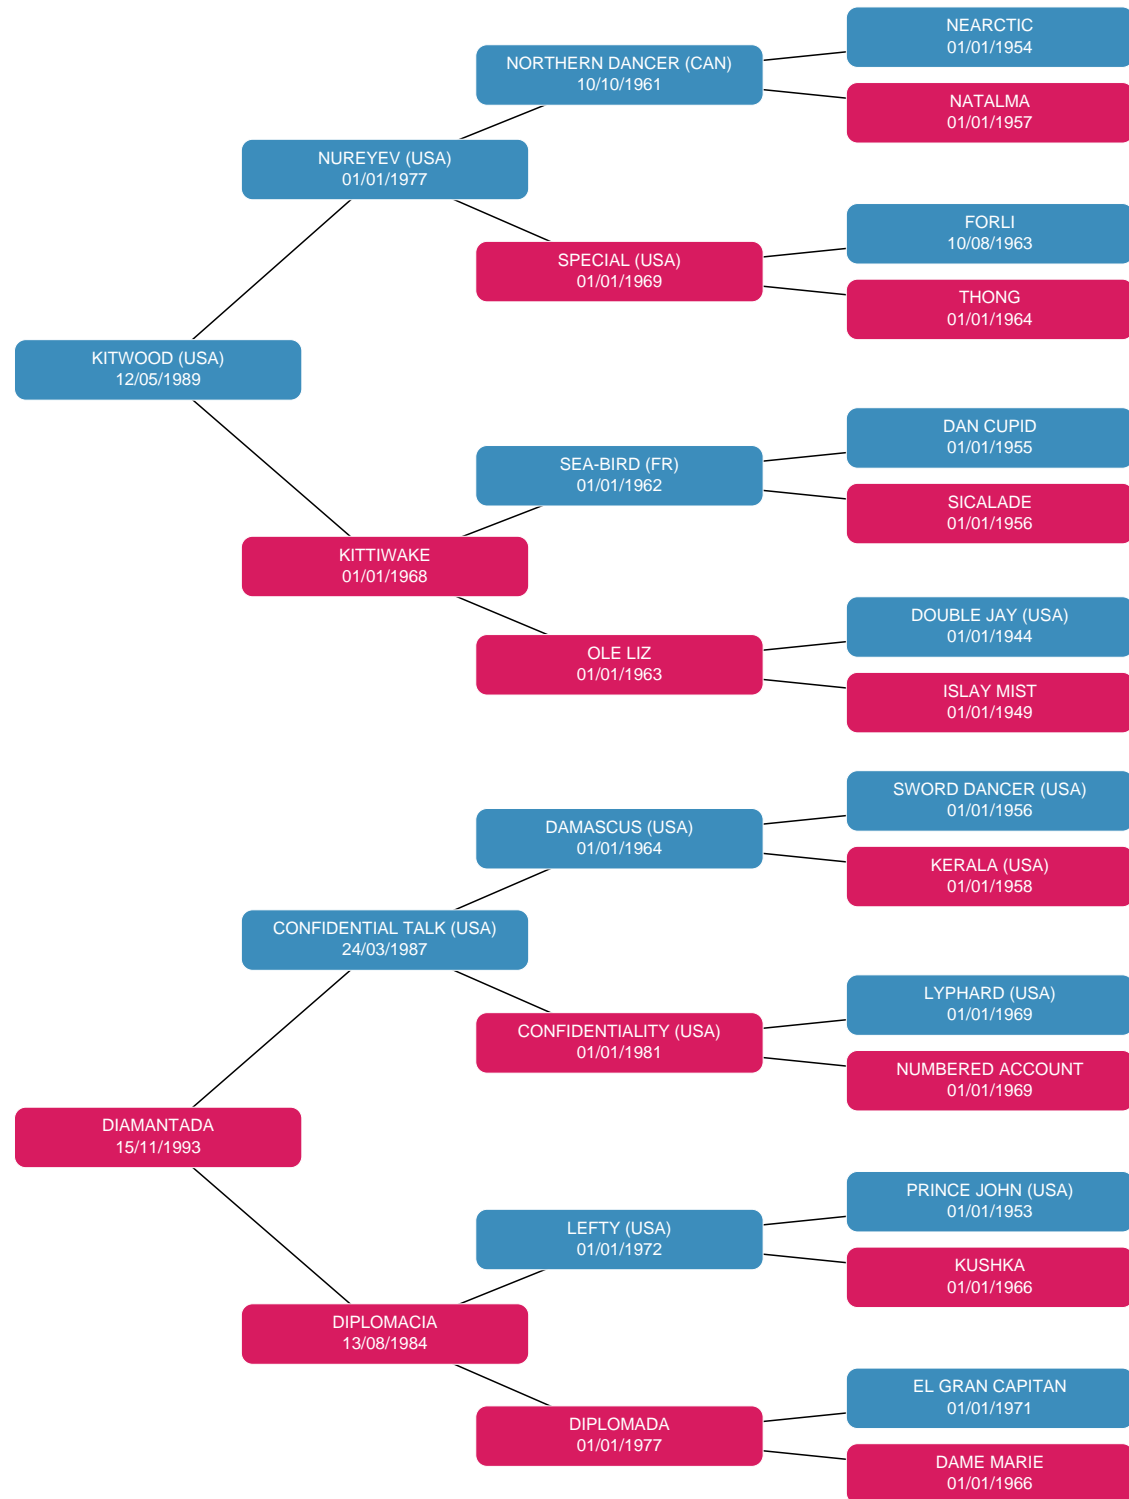 NEARCTIC
01/01/1954
NORTHERN DANCER (CAN)
10/10/1961
NATALMA
01/01/1957
NUREYEV (USA)
01/01/1977
FORLI
10/08/1963
SPECIAL (USA)
01/01/1969
THONG
01/01/1964
KITWOOD (USA)
12/05/1989
DAN CUPID
01/01/1955
SEA-BIRD (FR)
01/01/1962
SICALADE
01/01/1956
KITTIWAKE
01/01/1968
DOUBLE JAY (USA)
01/01/1944
OLE LIZ
01/01/1963
ISLAY MIST
01/01/1949
SWORD DANCER (USA)
01/01/1956
DAMASCUS (USA)
01/01/1964
KERALA (USA)
01/01/1958
CONFIDENTIAL TALK (USA)
24/03/1987
LYPHARD (USA)
01/01/1969
CONFIDENTIALITY (USA)
01/01/1981
NUMBERED ACCOUNT
01/01/1969
DIAMANTADA
15/11/1993
PRINCE JOHN (USA)
01/01/1953
LEFTY (USA)
01/01/1972
KUSHKA
01/01/1966
DIPLOMACIA
13/08/1984
EL GRAN CAPITAN
01/01/1971
DIPLOMADA
01/01/1977
DAME MARIE
01/01/1966